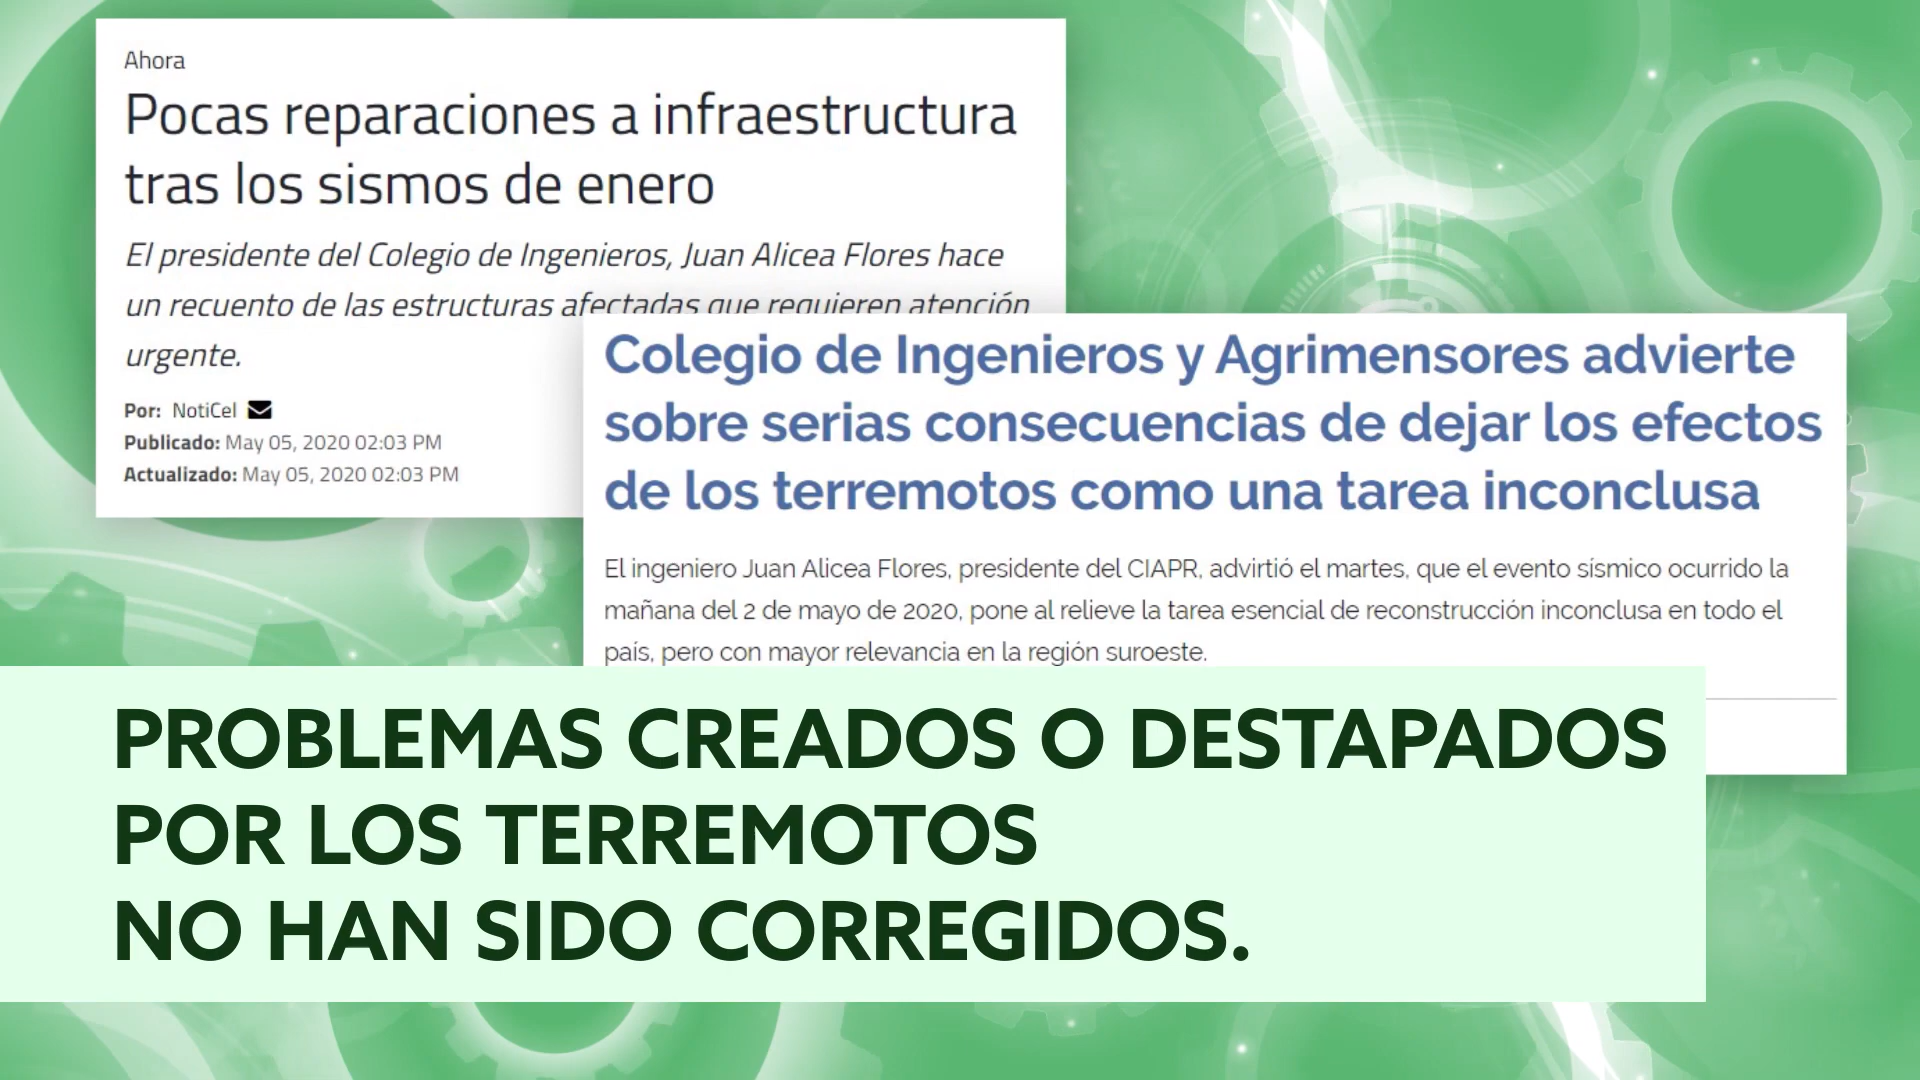 Ahora
Pocas reparaciones a infraestructura
tras los sismos de enero
El presidente del Colegio de Ingenieros, Juan Alicea Flores hace
un recuento de las estructuras afectadas que requieren atención
urgente.
Por: NotiCel
Publicado: May 05, 2020 02:03 PM
Actualizado: May 05, 2020 02:03 PM
Colegio de Ingenieros y Agrimensores advierte
sobre serias consecuencias de dejar los efectos
de los terremotos como una tarea inconclusa
El ingeniero Juan Alicea Flores, presidente del CIAPR, advirtió el martes, que el evento sísmico ocurrido la
mañana del 2 de mayo de 2020, pone al relieve la tarea esencial de reconstrucción inconclusa en todo el
país, pero con mayor relevancia en la región suroeste.
PROBLEMAS CREADOS O DESTAPADOS
POR LOS TERREMOTOS
NO HAN SIDO CORREGIDOS.